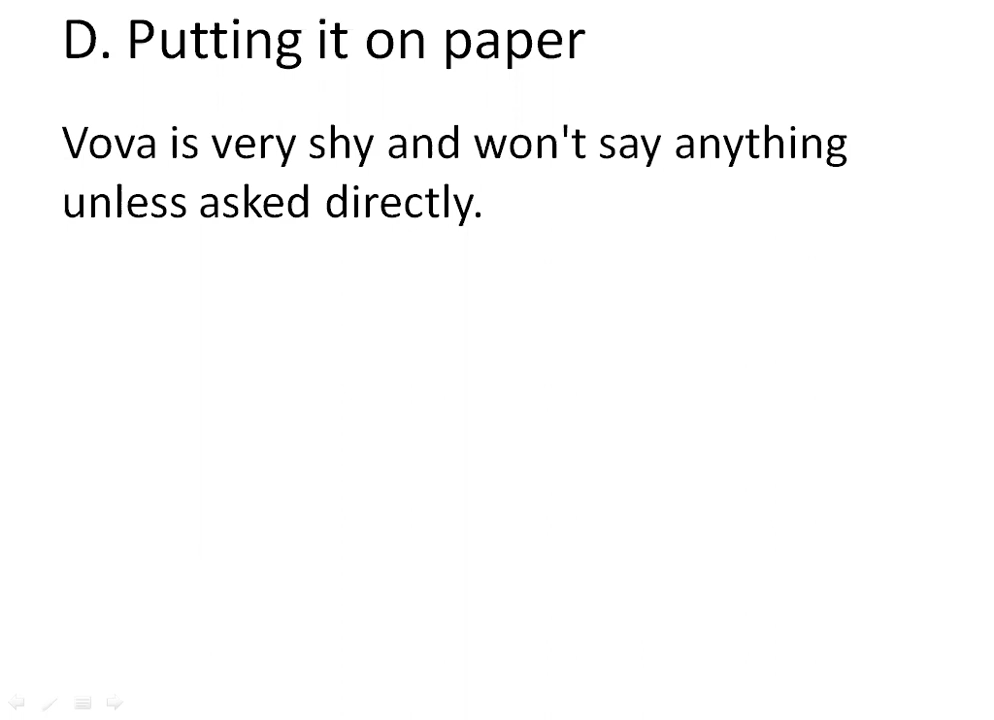 D. Putting it on paper
Vova is very shy and won't say anything
unless asked directly.